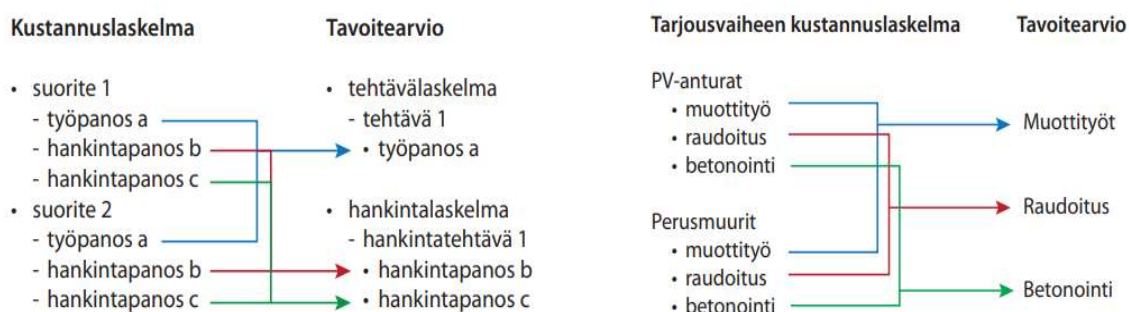 Kustannuslaskelma
• suorite 1
- työpanos a
- hankintapanos b
- hankintapanos c
• suorite 2
- työpanos a
- hankintapanos b
- hankintapanos c
Tavoitearvio
• tehtävälaskelma
- tehtävä 1
• työpanos a
• hankintalaskelma
- hankintatehtävä 1
• hankintapanos b
• hankintapanos c
Tarjousvaiheen kustannuslaskelma
PV-anturat
• muottityö
• raudoitus
• betonointi
Perusmuurit
• muottityö
• raudoitus
• betonointi
Tavoitearvio
Muottityöt
Raudoitus
Betonointi